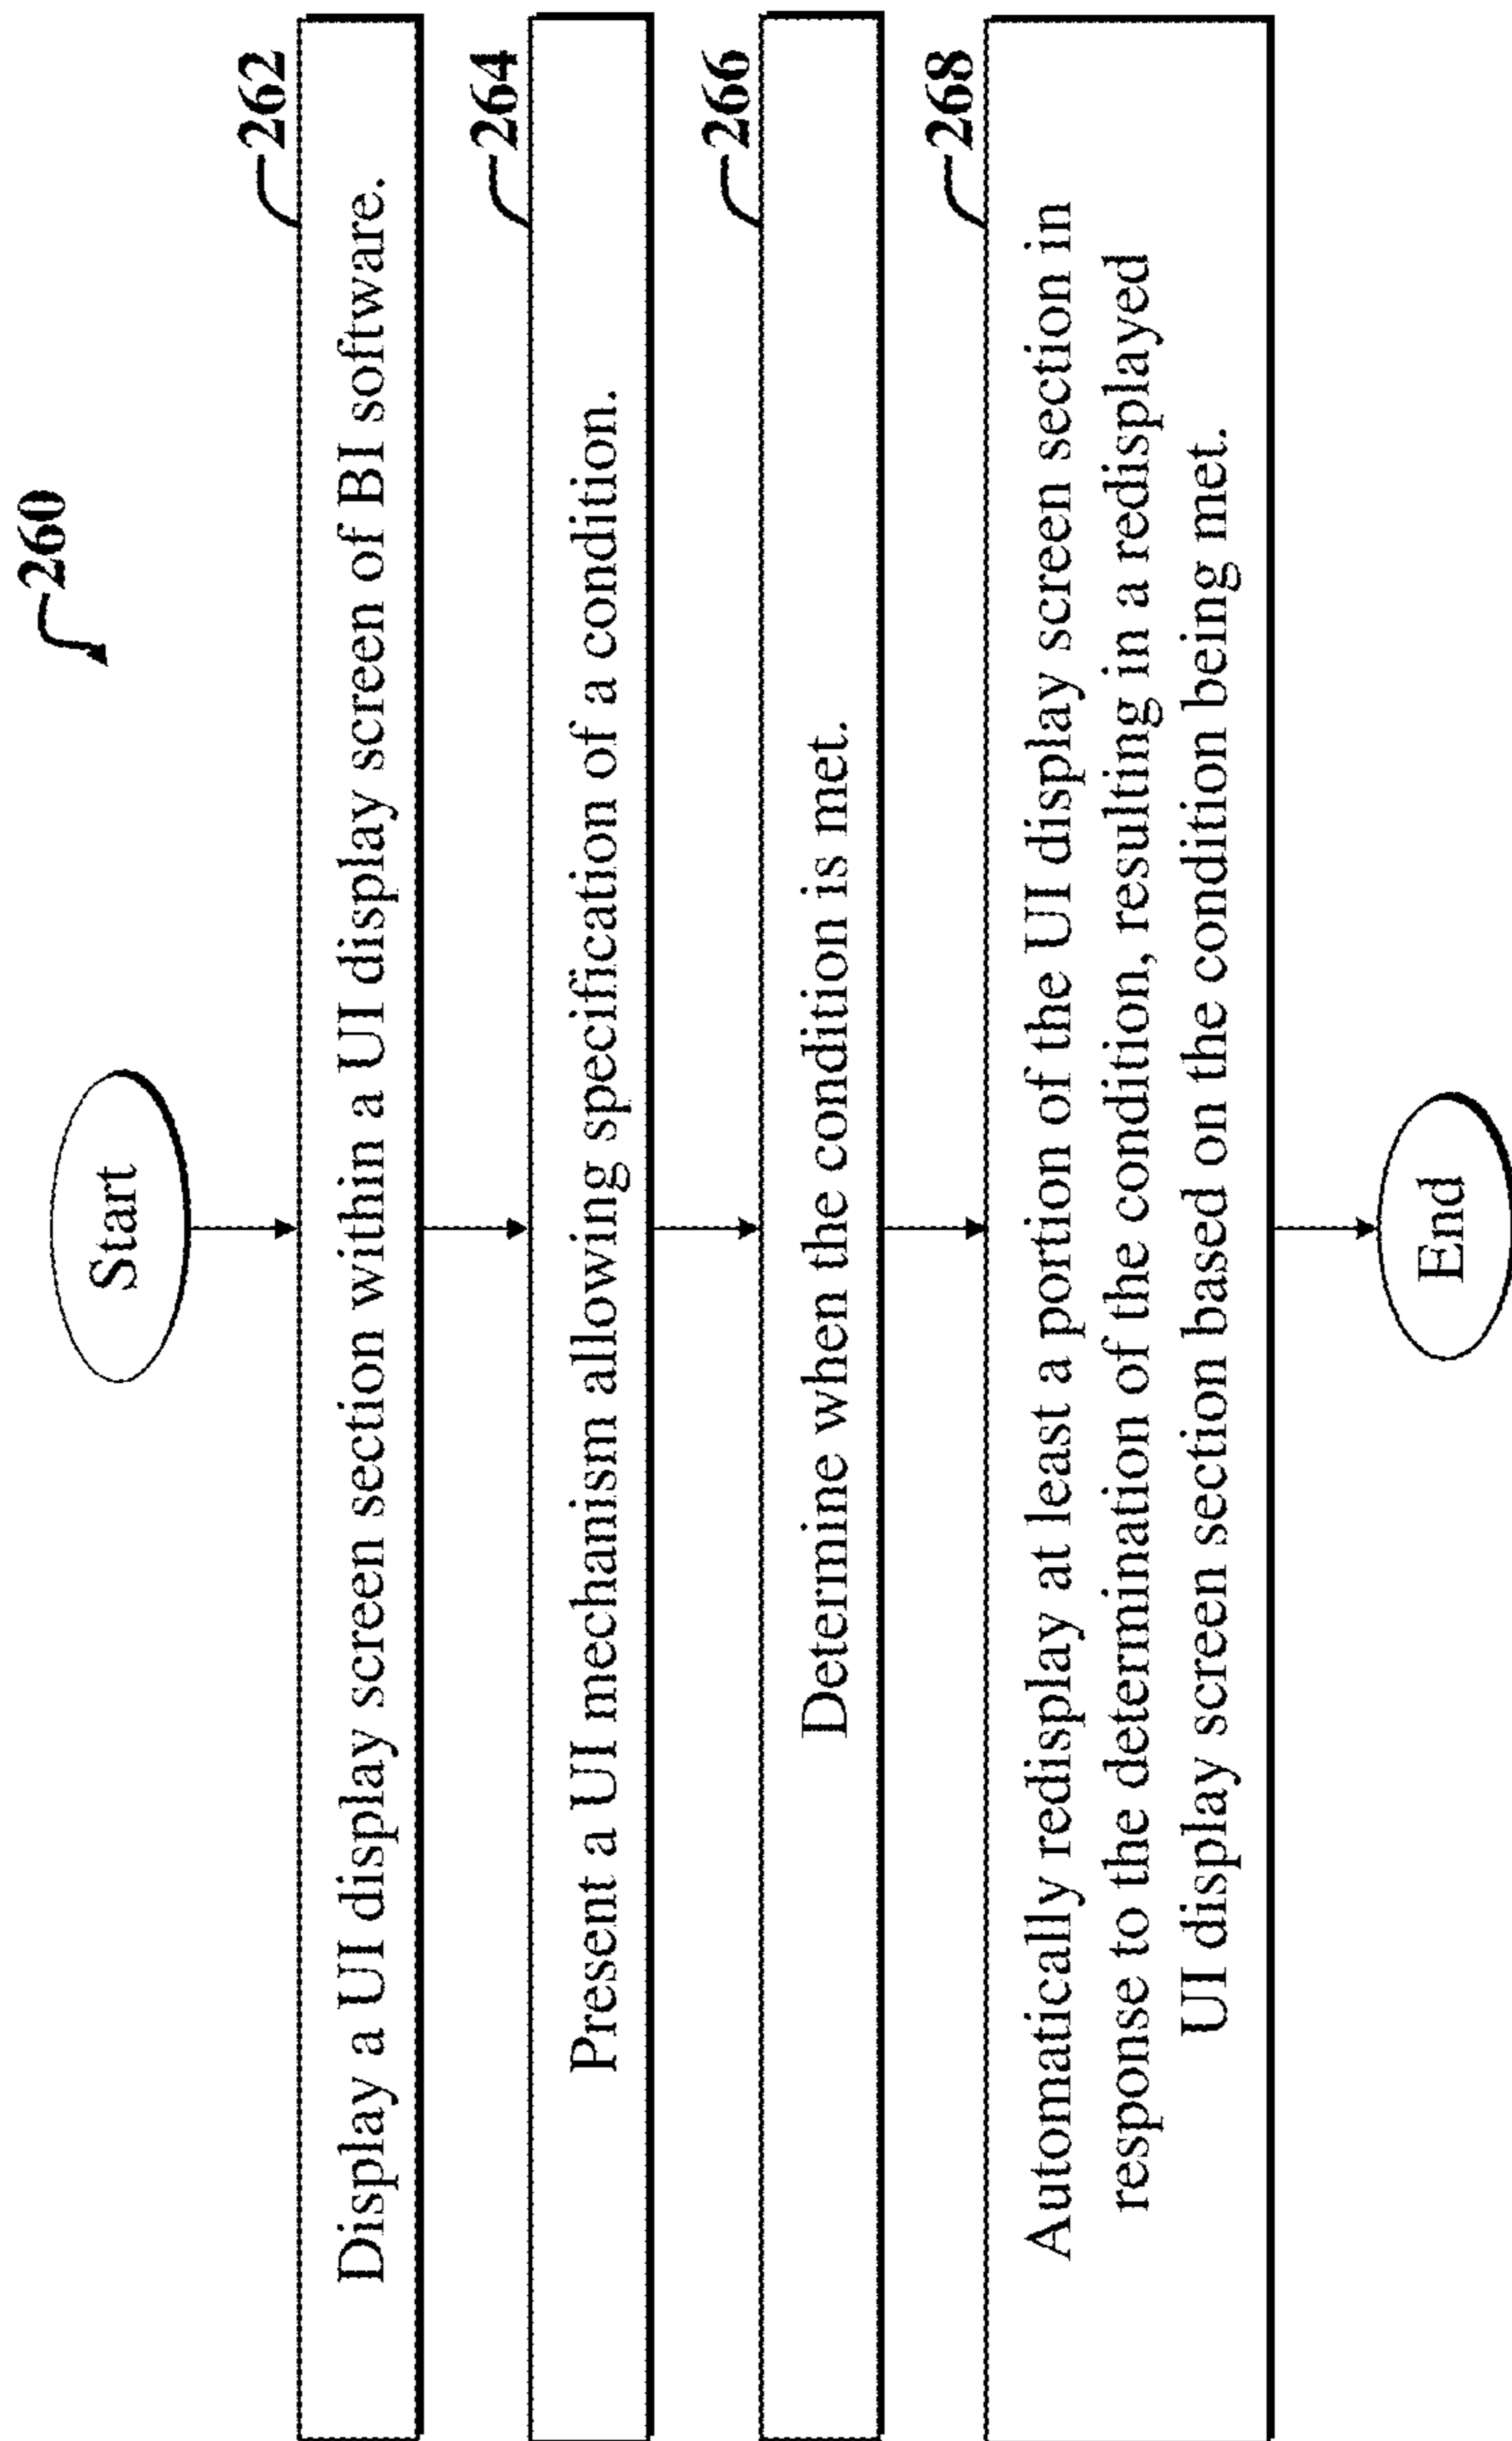 260
Start
262
Display a UI display screen section within a UI display screen of BI software.
264
Present a UI mechanism allowing specification of a condition.
266
Determine when the condition is met.
268
Automatically redisplay at least a portion of the UI display screen section in
response to the determination of the condition, resulting in a redisplayed
UI display screen section based on the condition being met.
End